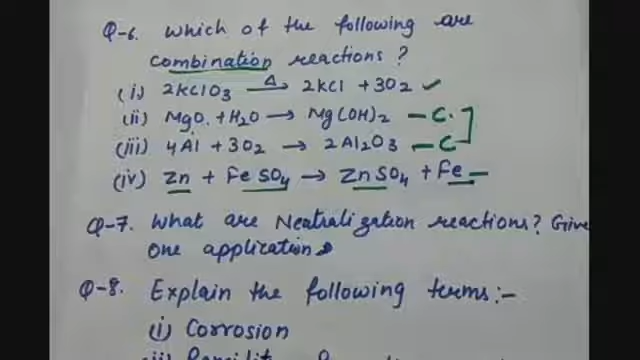 Q-6. Which of the following are
combination reactions ?
(i) 2KClO3 —Δ→ 2KCl + 3O2 ✓
(ii) MgO + H2O → Mg(OH)2 — C.
(iii) 4Al + 3O2 → 2Al2O3 — C
(iv) Zn + FeSO4 → ZnSO4 + Fe —
Q-7. What are Neutralization reactions? Give
one application.
Q-8. Explain the following terms:-
(i) Corrosion